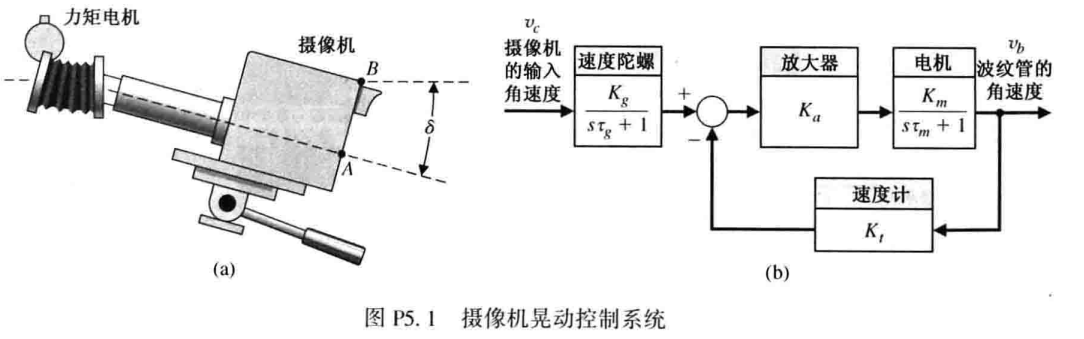 力矩电机
摄像机
B
δ
A
(a)
v_c
摄像机
的输入
角速度
速度陀螺
K_g
sτ_g + 1
+
−
放大器
K_a
电机
K_m
sτ_m + 1
v_b
波纹管的
角速度
速度计
K_t
(b)
图 P5.1 摄像机晃动控制系统